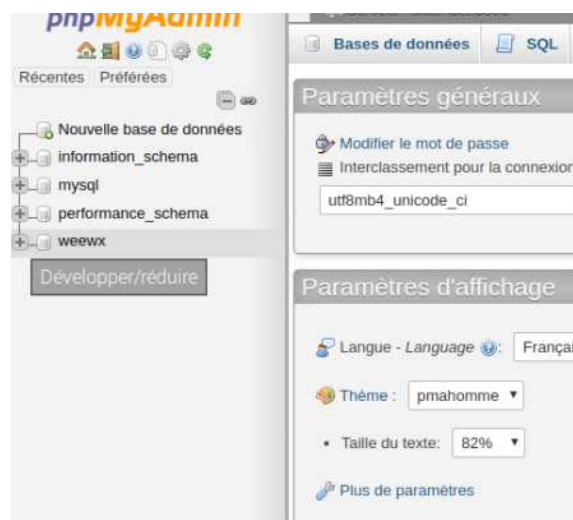 phpMyAdmin
Récentes Préférées
Nouvelle base de données
information_schema
mysql
performance_schema
weewx
Développer/réduire
Bases de données SQL
Paramètres généraux
Modifier le mot de passe
Interclassement pour la connexion
utf8mb4_unicode_ci
Paramètres d'affichage
Langue - Language : Françai
Thème : pmahomme
• Taille du texte: 82%
Plus de paramètres